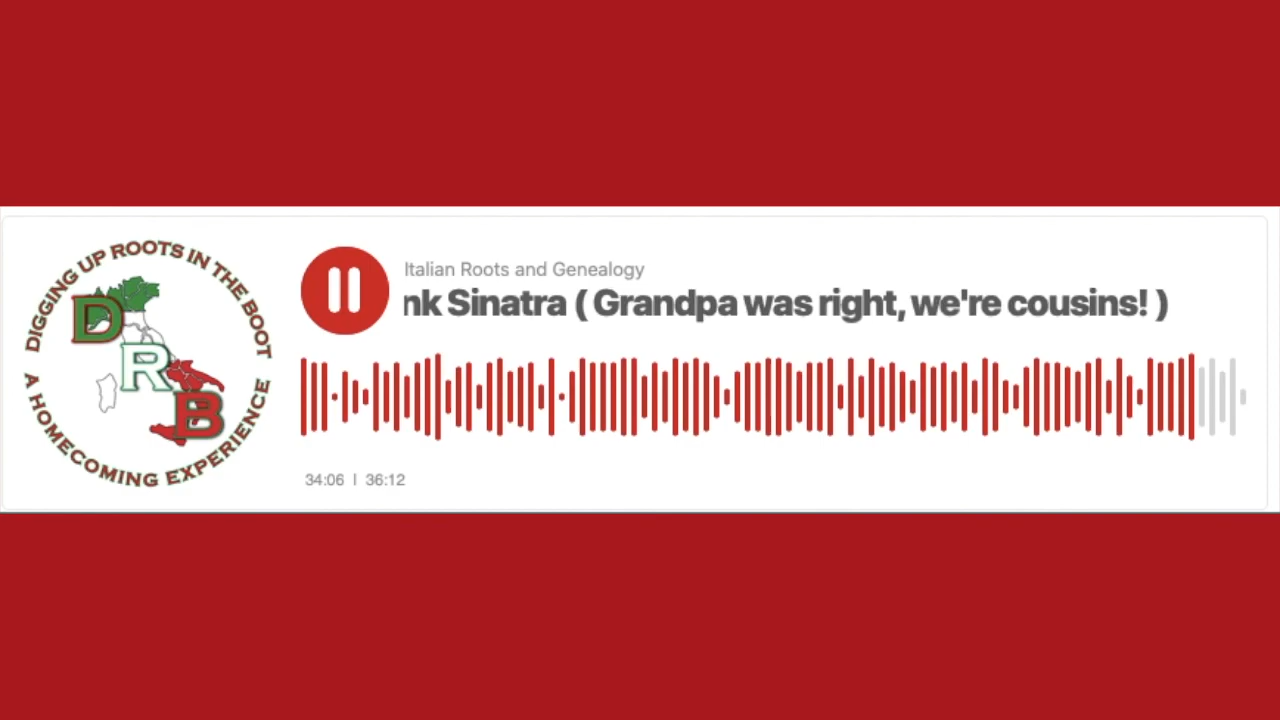 DIGGING UP ROOTS IN THE BOOT
D
R
B
A HOMECOMING EXPERIENCE
Italian Roots and Genealogy
nk Sinatra ( Grandpa was right, we're cousins! )
34:06 | 36:12